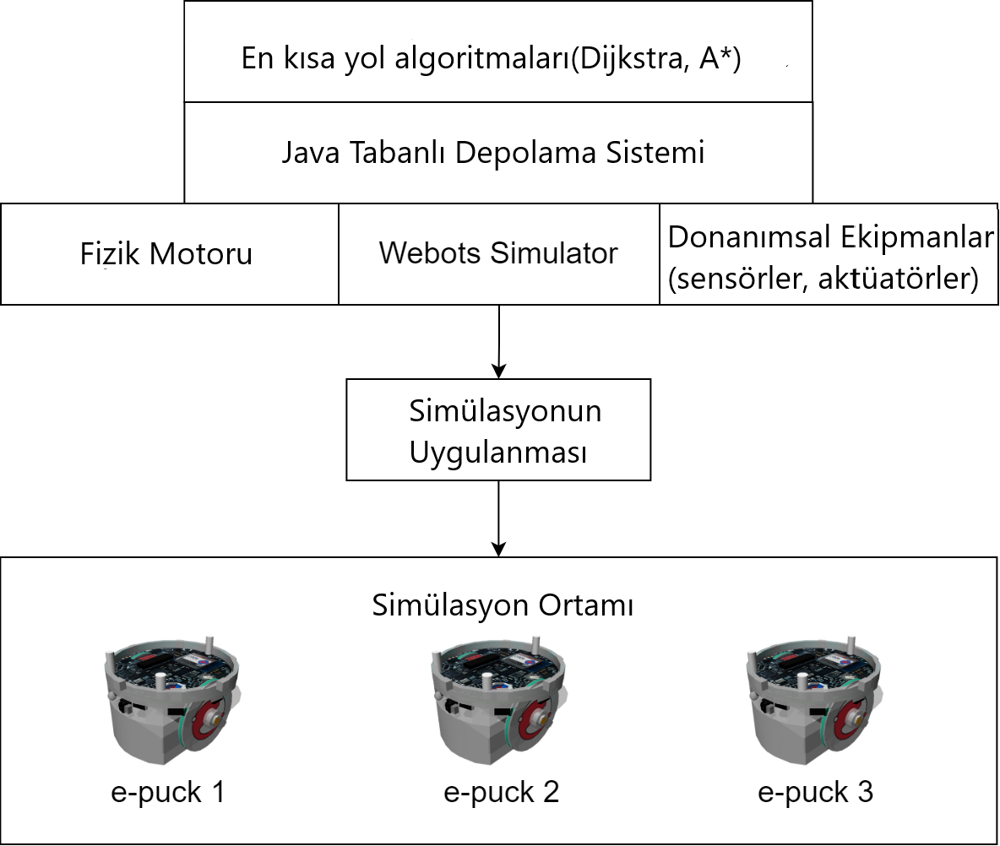 En kısa yol algoritmaları(Dijkstra, A*)
Java Tabanlı Depolama Sistemi
Fizik Motoru
Webots Simulator
Donanımsal Ekipmanlar
(sensörler, aktüatörler)
Simülasyonun
Uygulanması
Simülasyon Ortamı
e-puck 1
e-puck 2
e-puck 3